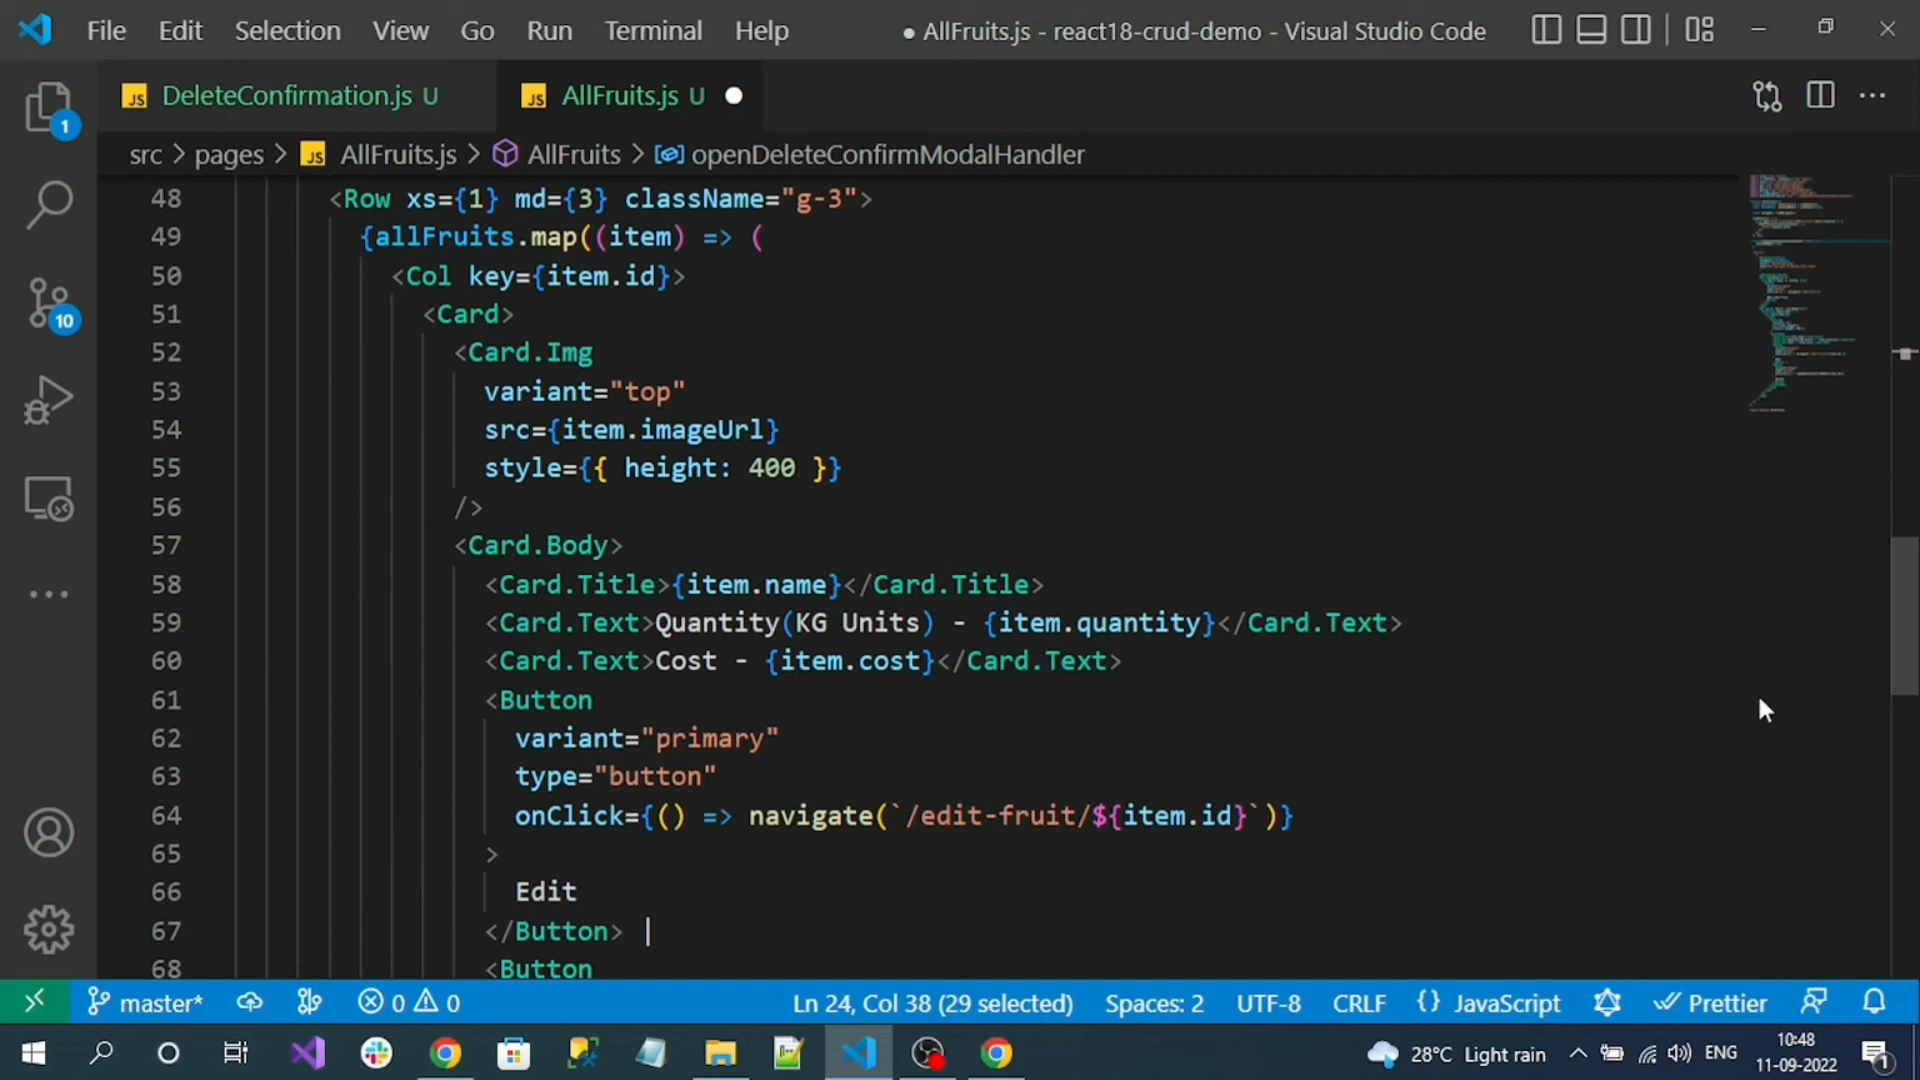 File Edit Selection View Go Run Terminal Help ● AllFruits.js - react18-crud-demo - Visual Studio Code
JS DeleteConfirmation.js U JS AllFruits.js U
src > pages > JS AllFruits.js > AllFruits > openDeleteConfirmModalHandler
48 <Row xs={1} md={3} className="g-3">
49 {allFruits.map((item) => (
50 <Col key={item.id}>
51 <Card>
52 <Card.Img
53 variant="top"
54 src={item.imageUrl}
55 style={{ height: 400 }}
56 />
57 <Card.Body>
58 <Card.Title>{item.name}</Card.Title>
59 <Card.Text>Quantity(KG Units) - {item.quantity}</Card.Text>
60 <Card.Text>Cost - {item.cost}</Card.Text>
61 <Button
62 variant="primary"
63 type="button"
64 onClick={() => navigate(`/edit-fruit/${item.id}`)}
65 >
66 Edit
67 </Button> |
68 <Button
1
10
master* 0 0 Ln 24, Col 38 (29 selected) Spaces: 2 UTF-8 CRLF {} JavaScript Prettier
28°C Light rain ENG 10:48
11-09-2022
1